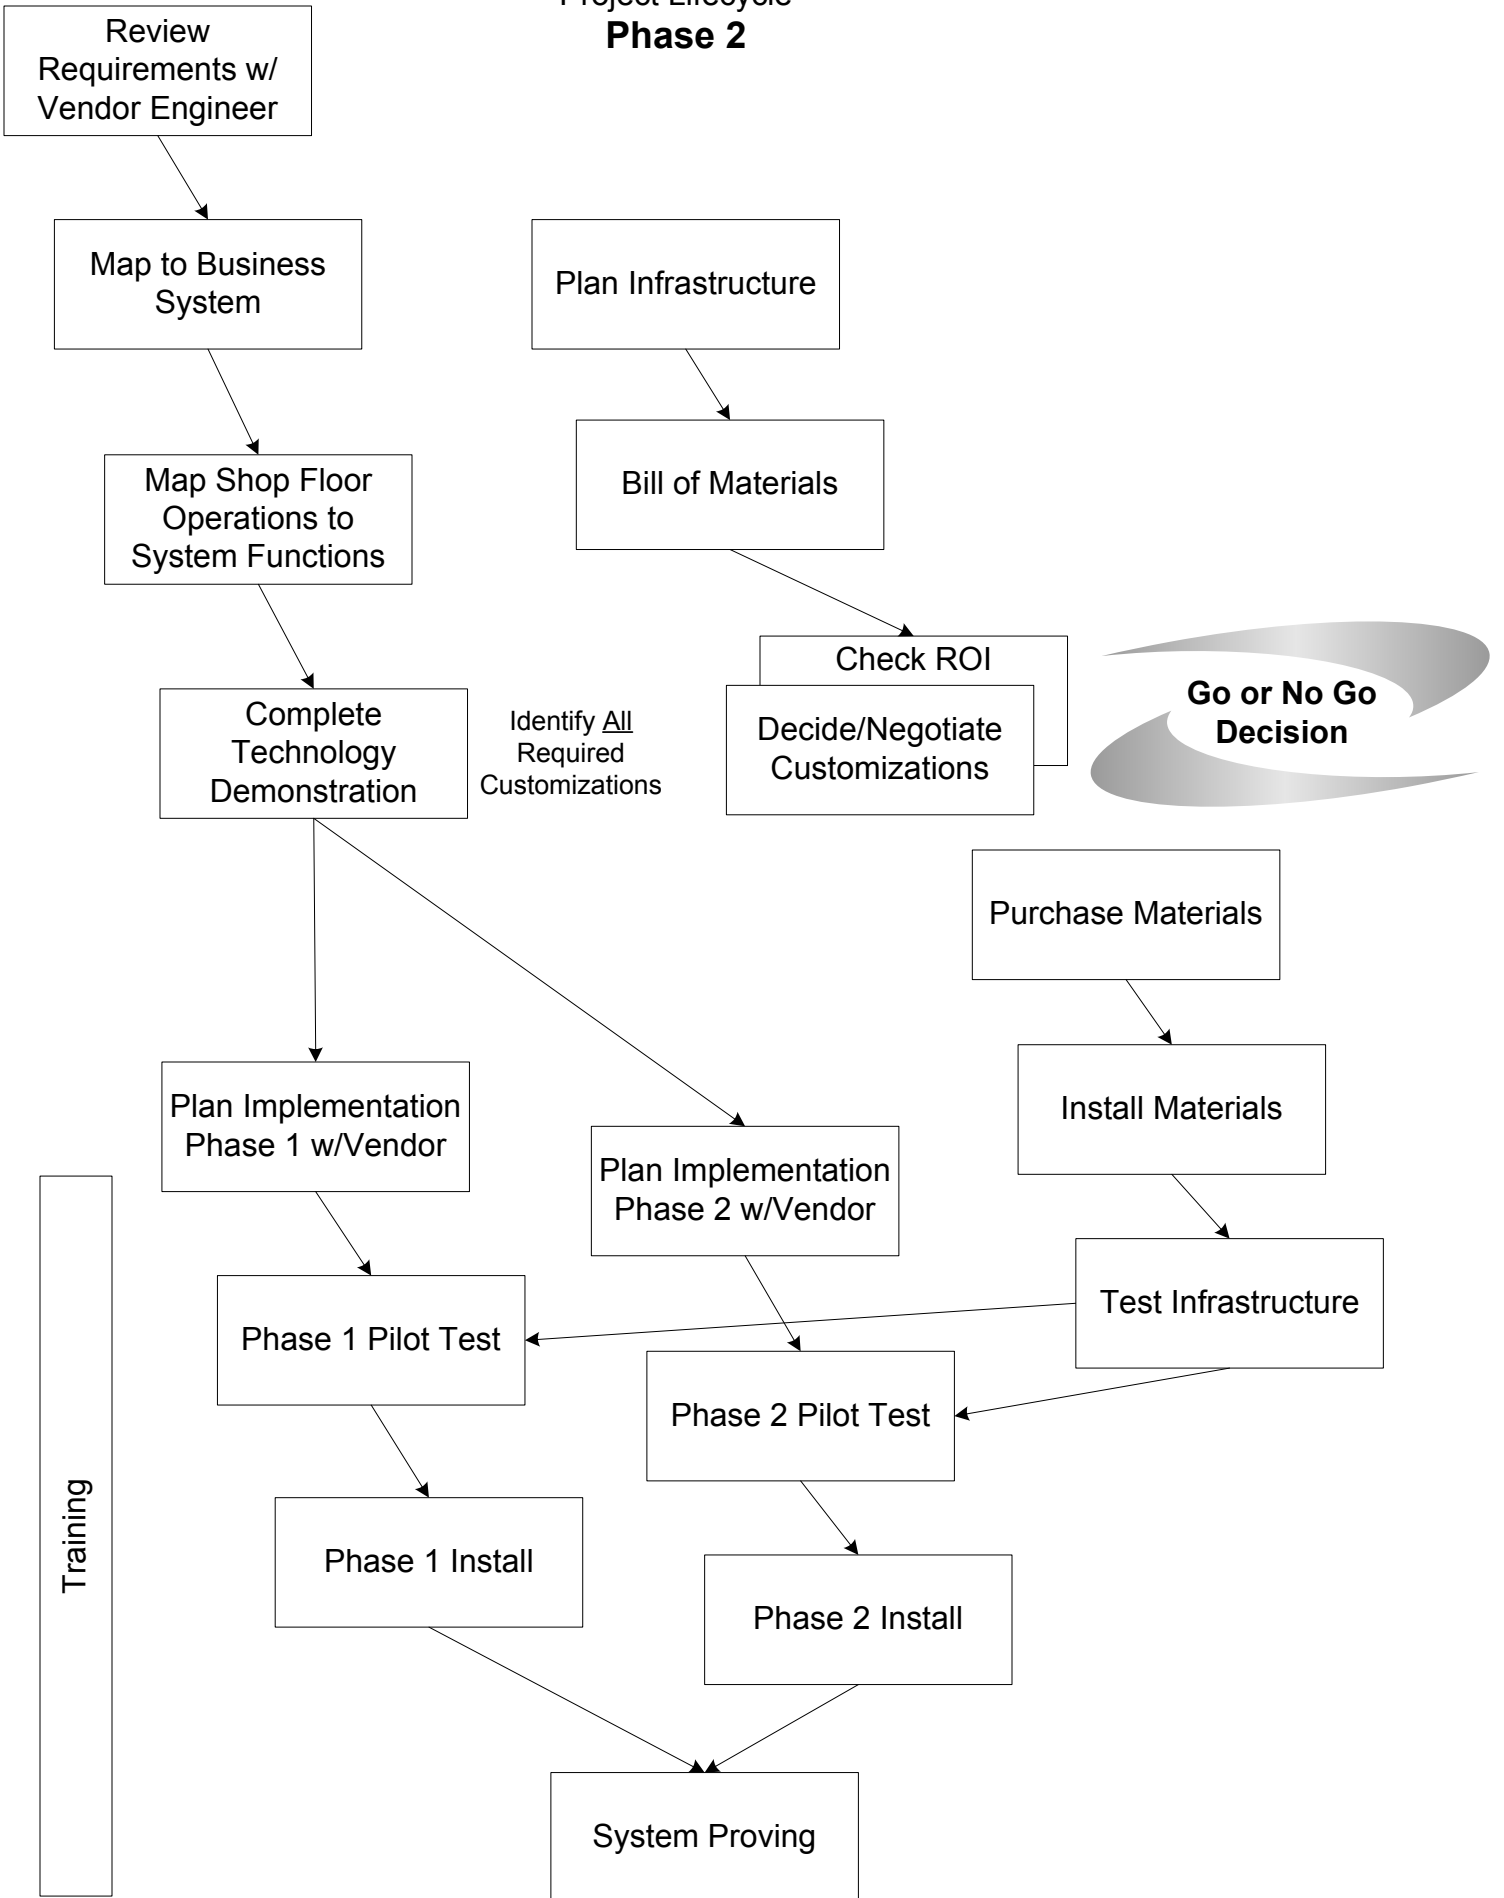 Project Lifecycle
Phase 2
Review
Requirements w/
Vendor Engineer
Map to Business
System
Plan Infrastructure
Map Shop Floor
Operations to
System Functions
Bill of Materials
Check ROI
Decide/Negotiate
Customizations
Go or No Go
Decision
Complete
Technology
Demonstration
Identify All
Required
Customizations
Purchase Materials
Install Materials
Plan Implementation
Phase 1 w/Vendor
Plan Implementation
Phase 2 w/Vendor
Test Infrastructure
Phase 1 Pilot Test
Phase 2 Pilot Test
Training
Phase 1 Install
Phase 2 Install
System Proving